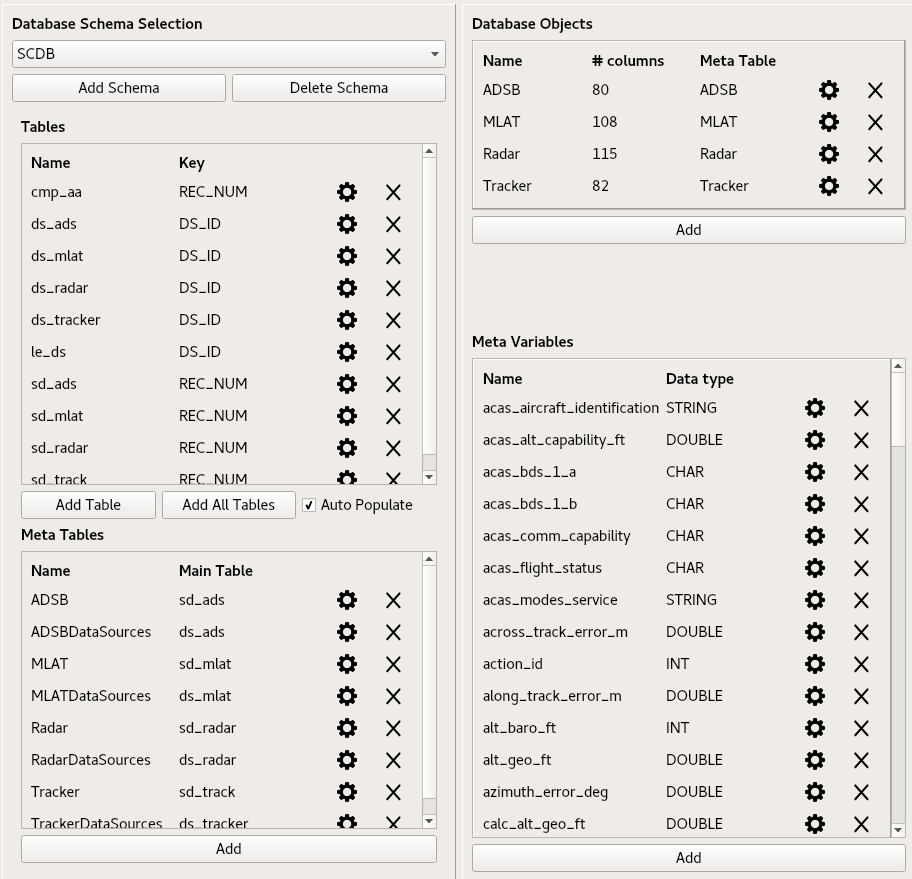 Database Schema Selection
SCDB
Add Schema Delete Schema
Tables
Name Key
cmp_aa REC_NUM
ds_ads DS_ID
ds_mlat DS_ID
ds_radar DS_ID
ds_tracker DS_ID
le_ds DS_ID
sd_ads REC_NUM
sd_mlat REC_NUM
sd_radar REC_NUM
sd_track REC_NUM
Add Table Add All Tables Auto Populate
Meta Tables
Name Main Table
ADSB sd_ads
ADSBDataSources ds_ads
MLAT sd_mlat
MLATDataSources ds_mlat
Radar sd_radar
RadarDataSources ds_radar
Tracker sd_track
TrackerDataSources ds_tracker
Add
Database Objects
Name # columns Meta Table
ADSB 80 ADSB
MLAT 108 MLAT
Radar 115 Radar
Tracker 82 Tracker
Add
Meta Variables
Name Data type
acas_aircraft_identification STRING
acas_alt_capability_ft DOUBLE
acas_bds_1_a CHAR
acas_bds_1_b CHAR
acas_comm_capability CHAR
acas_flight_status CHAR
acas_modes_service STRING
across_track_error_m DOUBLE
action_id INT
along_track_error_m DOUBLE
alt_baro_ft INT
alt_geo_ft DOUBLE
azimuth_error_deg DOUBLE
calc_alt_geo_ft DOUBLE
Add